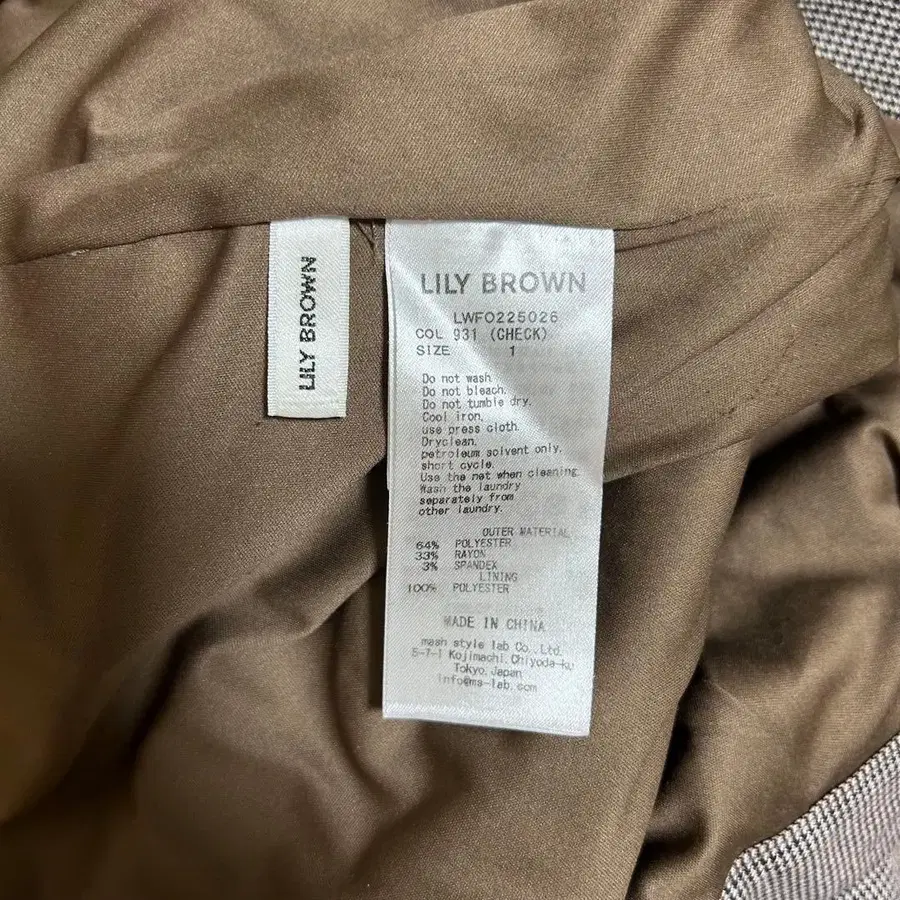 LILY BROWN
LILY BROWN
LWFO225026
COL 931 (CHECK)
SIZE 1
Do not wash
Do not bleach.
Do not tumble dry.
Cool iron.
use press cloth.
Dryclean,
petroleum solvent only.
short cycle.
Use the net when cleaning.
Wash the laundry
separately from
other laundry.
OUTER MATERIAL
64% POLYESTER
33% RAYON
3% SPANDEX
LINING
100% POLYESTER
MADE IN CHINA
mash style lab Co., Ltd.
5-7-1 Kojimachi, Chiyoda-ku
Tokyo, Japan
info@ms-lab.com